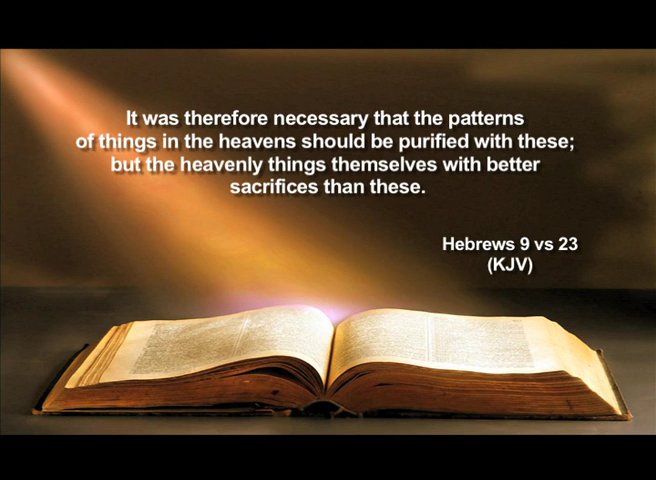 It was therefore necessary that the patterns
of things in the heavens should be purified with these;
but the heavenly things themselves with better
sacrifices than these.
Hebrews 9 vs 23
(KJV)